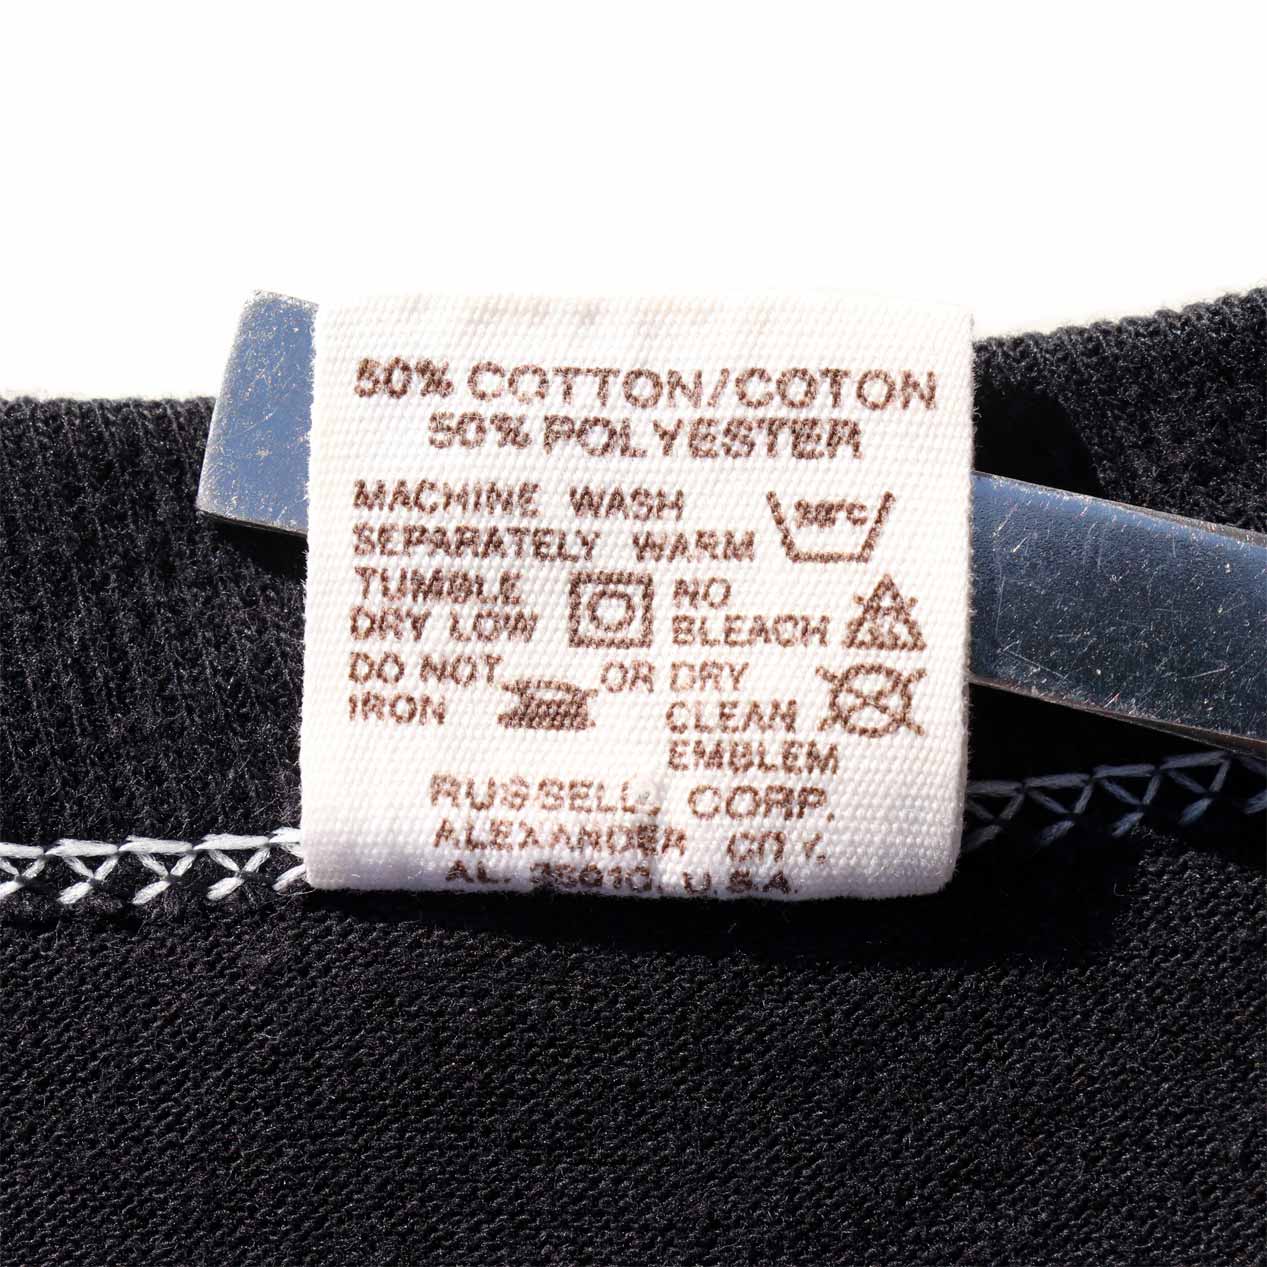 50% COTTON/COTON
50% POLYESTER
MACHINE WASH
SEPARATELY WARM
TUMBLE
DRY LOW
NO
BLEACH
DO NOT
IRON
OR DRY
CLEAN
EMBLEM
RUSSELL CORP.
ALEXANDER CITY,
AL. 35010, U.S.A.